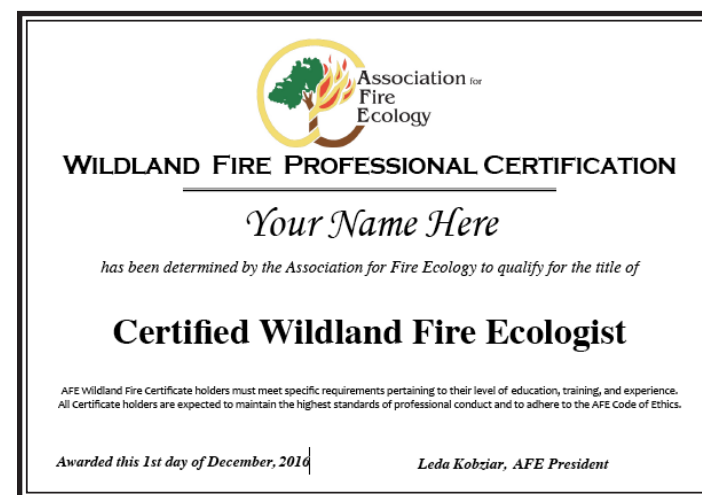 Association for
Fire
Ecology
WILDLAND FIRE PROFESSIONAL CERTIFICATION
Your Name Here
has been determined by the Association for Fire Ecology to qualify for the title of
Certified Wildland Fire Ecologist
AFE Wildland Fire Certificate holders must meet specific requirements pertaining to their level of education, training, and experience.
All Certificate holders are expected to maintain the highest standards of professional conduct and to adhere to the AFE Code of Ethics.
Awarded this 1st day of December, 2016
Leda Kobziar, AFE President